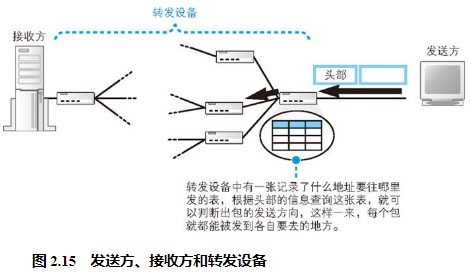 转发设备
接收方
发送方
头部
转发设备中有一张记录了什么地址要往哪里
发的表，根据头部的信息查询这张表，就可
以判断出包的发送方向，这样一来，每个包
就都能被发到各自要去的地方。
图 2.15 发送方、接收方和转发设备